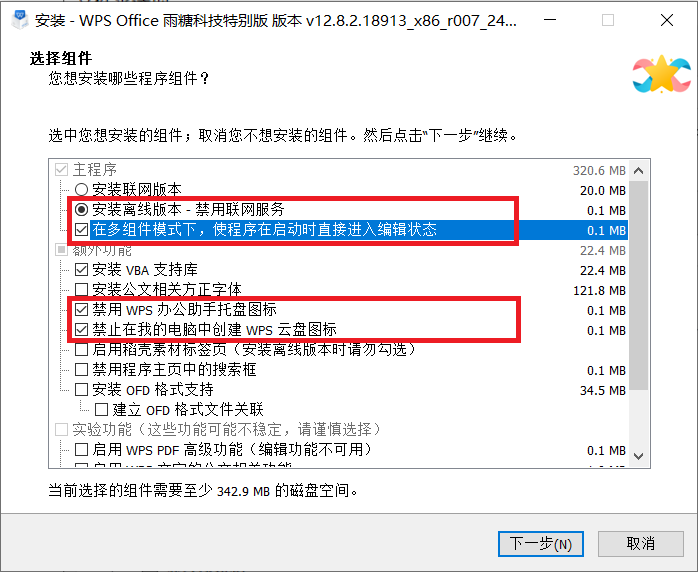 安装 - WPS Office 雨糖科技特别版 版本 v12.8.2.18913_x86_r007_24...
选择组件
您想安装哪些程序组件？
选中您想安装的组件；取消您不想安装的组件。然后点击“下一步”继续。
主程序 320.6 MB
安装联网版本 20.0 MB
安装离线版本 - 禁用联网服务 0.1 MB
在多组件模式下，使程序在启动时直接进入编辑状态 0.1 MB
额外功能 22.4 MB
安装 VBA 支持库 22.4 MB
安装公文相关方正字体 121.8 MB
禁用 WPS 办公助手托盘图标 0.1 MB
禁止在我的电脑中创建 WPS 云盘图标 0.1 MB
启用稻壳素材标签页（安装离线版本时请勿勾选）
禁用程序主页中的搜索框 0.1 MB
安装 OFD 格式支持 34.5 MB
建立 OFD 格式文件关联
实验功能（这些功能可能不稳定，请谨慎选择）
启用 WPS PDF 高级功能（编辑功能不可用） 0.1 MB
当前选择的组件需要至少 342.9 MB 的磁盘空间。
下一步(N)
取消